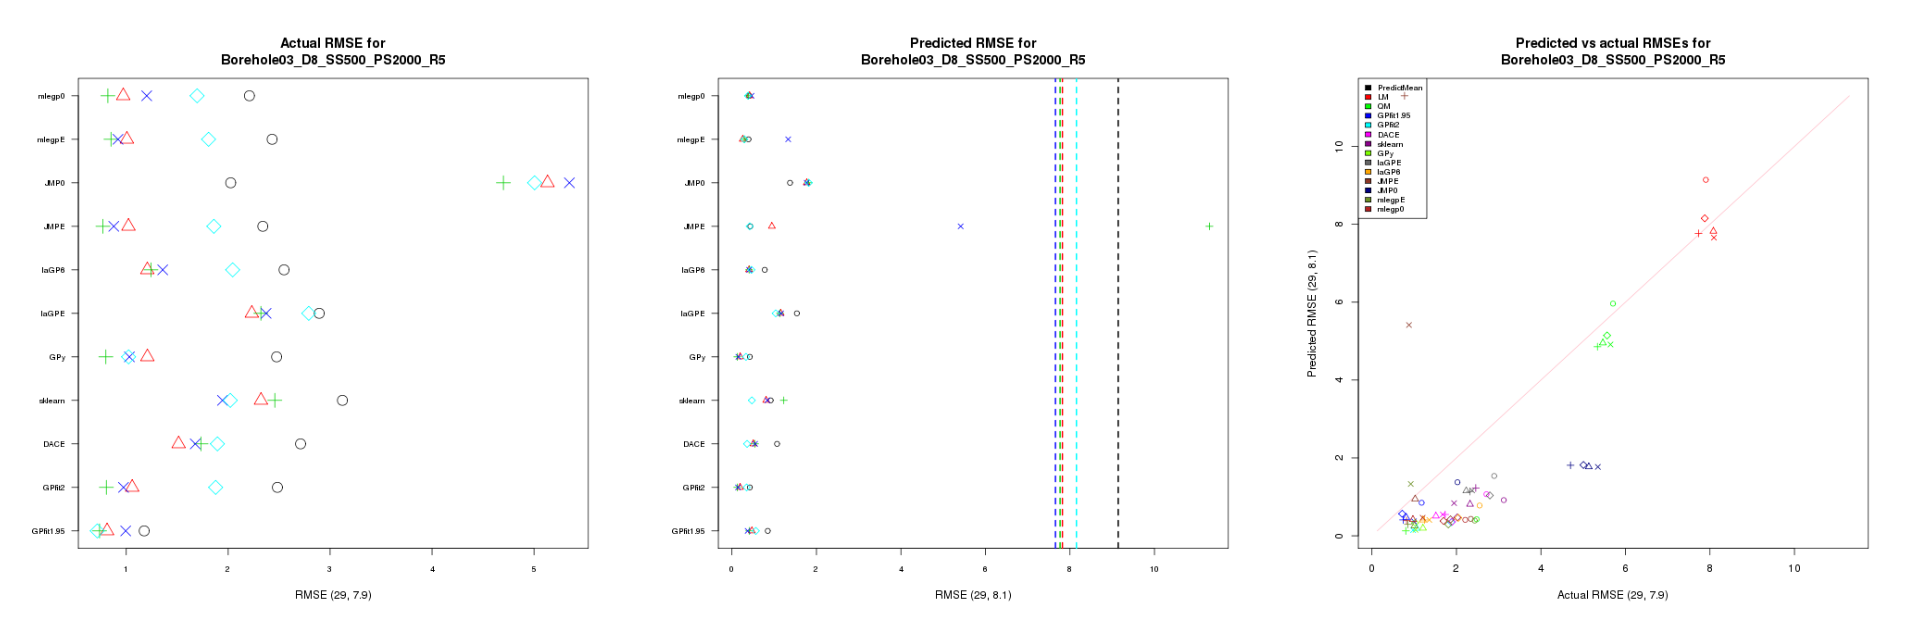 Actual RMSE for
Borehole03_D8_SS500_PS2000_R5
mlegp0
mlegpE
JMP0
JMPE
laGP6
laGPE
GPy
sklearn
DACE
GPfit2
GPfit1.95
1 2 3 4 5
RMSE (29, 7.9)
Predicted RMSE for
Borehole03_D8_SS500_PS2000_R5
mlegp0
mlegpE
JMP0
JMPE
laGP6
laGPE
GPy
sklearn
DACE
GPfit2
GPfit1.95
0 2 4 6 8 10
RMSE (29, 8.1)
Predicted vs actual RMSEs for
Borehole03_D8_SS500_PS2000_R5
PredictMean
LM
QM
GPfit1.95
GPfit2
DACE
sklearn
GPy
laGPE
laGP6
JMPE
JMP0
mlegpE
mlegp0
Predicted RMSE (29, 8.1)
10
8
6
4
2
0
0 2 4 6 8 10
Actual RMSE (29, 7.9)